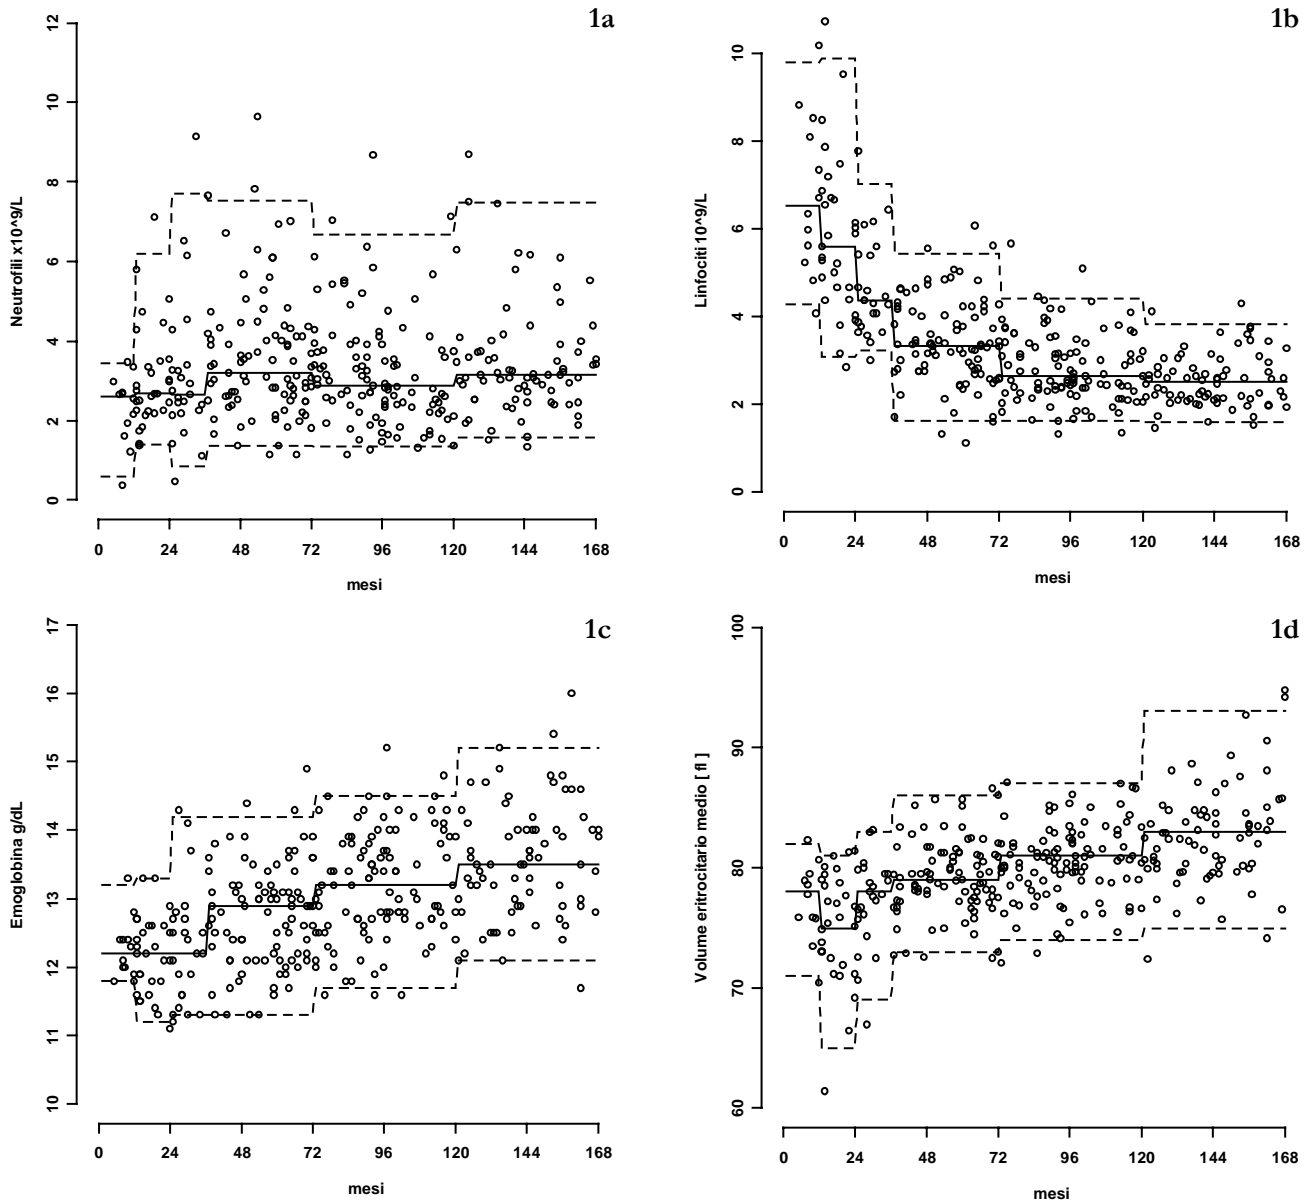 1a
Neutrofili x10^9/L
0 2 4 6 8 10 12
0 24 48 72 96 120 144 168
mesi
1b
Linfociti 10^9/L
0 2 4 6 8 10
0 24 48 72 96 120 144 168
mesi
1c
Emoglobina g/dL
10 11 12 13 14 15 16 17
0 24 48 72 96 120 144 168
mesi
1d
Volume eritrocitario medio [ fl ]
60 70 80 90 100
0 24 48 72 96 120 144 168
mesi